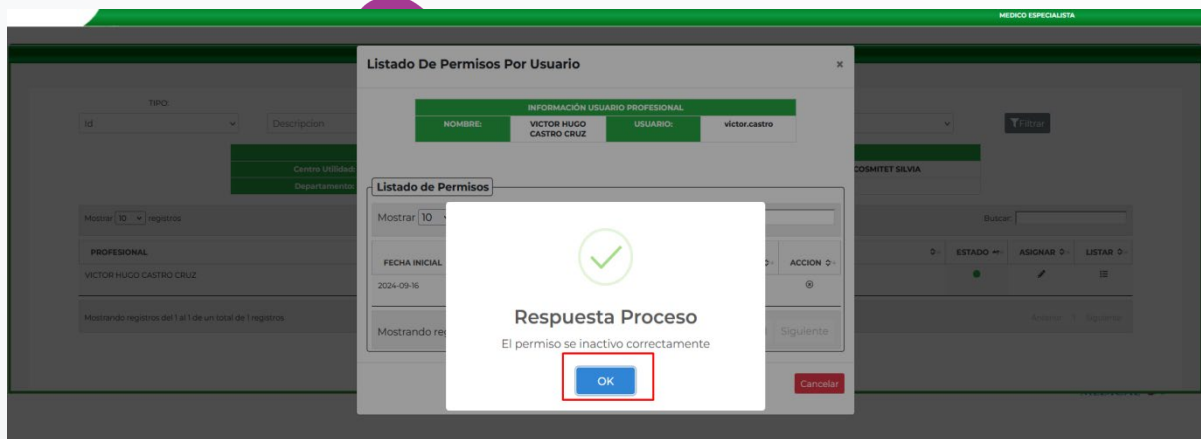 MEDICO ESPECIALISTA
Listado De Permisos Por Usuario ×
INFORMACIÓN USUARIO PROFESIONAL
NOMBRE: VICTOR HUGO CASTRO CRUZ USUARIO: victor.castro
TIPO:
Id Descripcion Filtrar
Centro Utilidad: COSMITET SILVIA
Departamento:
Listado de Permisos
Mostrar 10
Mostrar 10 registros Buscar:
PROFESIONAL ESTADO ASIGNAR LISTAR
FECHA INICIAL ACCION
VICTOR HUGO CASTRO CRUZ
2024-09-16
Mostrando registros del 1 al 1 de un total de 1 registros Anterior 1 Siguiente
Mostrando reg Siguiente
Respuesta Proceso
El permiso se inactivo correctamente
OK
Cancelar